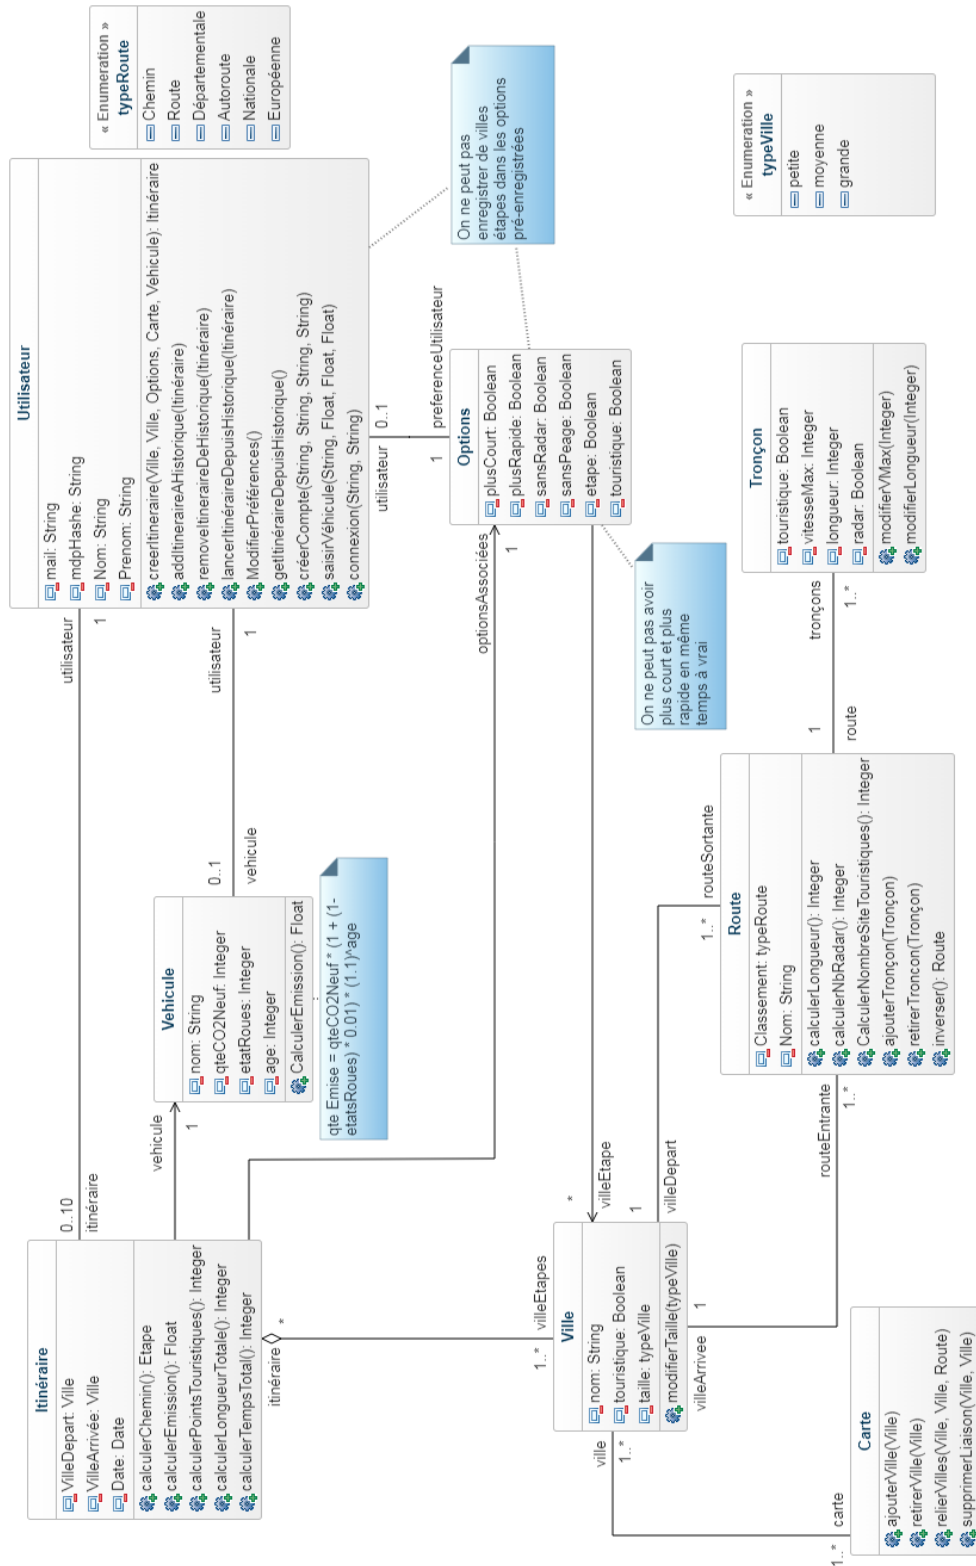 Itinéraire
VilleDepart: Ville
VilleArrivée: Ville
Date: Date
calculerChemin(): Etape
calculerEmission(): Float
calculerPointsTouristiques(): Integer
calculerLongueurTotale(): Integer
calculerTempsTotal(): Integer
0..10
itinéraire
utilisateur
1
Utilisateur
mail: String
mdpHashe: String
Nom: String
Prenom: String
creerItineraire(Ville, Ville, Options, Carte, Vehicule): Itinéraire
addItineraireAHistorique(Itinéraire)
removeItineraireDeHistorique(Itinéraire)
lancerItinéraireDepuisHistorique(Itinéraire)
ModifierPréférences()
getItinéraireDepuisHistorique()
créerCompte(String, String, String, String)
saisirVéhicule(String, Float, Float, Float)
connexion(String, String)
« Enumeration »
typeRoute
Chemin
Route
Départementale
Autoroute
Nationale
Européenne
vehicule
1
Vehicule
nom: String
qteCO2Neuf: Integer
etatRoues: Integer
age: Integer
CalculerEmission(): Float
0..1
vehicule
utilisateur
1
qte Emise = qteCO2Neuf * (1 + (1-
etatsRoues) * 0.01) * (1.1)^age
utilisateur
0..1
1
preferenceUtilisateur
On ne peut pas
enregistrer de villes
étapes dans les options
pré-enregistrées
optionsAssociées
1
Options
plusCourt: Boolean
plusRapide: Boolean
sansRadar: Boolean
sansPeage: Boolean
etape: Boolean
touristique: Boolean
itinéraire
*
1..*
villeEtapes
*
villeEtape
On ne peut pas avoir
plus court et plus
rapide en même
temps à vrai
Ville
nom: String
touristique: Boolean
taille: typeVille
modifierTaille(typeVille)
1
villeDepart
1..*
routeSortante
villeArrivee
1
routeEntrante
1..*
Route
Classement: typeRoute
Nom: String
calculerLongueur(): Integer
calculerNbRadar(): Integer
CalculerNombreSiteTouristiques(): Integer
ajouterTronçon(Tronçon)
retirerTroncon(Tronçon)
inverser(): Route
1
route
tronçons
1..*
Tronçon
touristique: Boolean
vitesseMax: Integer
longueur: Integer
radar: Boolean
modifierVMax(Integer)
modifierLongueur(Integer)
« Enumeration »
typeVille
petite
moyenne
grande
ville
1..*
carte
1..*
Carte
ajouterVille(Ville)
retirerVille(Ville)
relierVilles(Ville, Ville, Route)
supprimerLiaison(Ville, Ville)